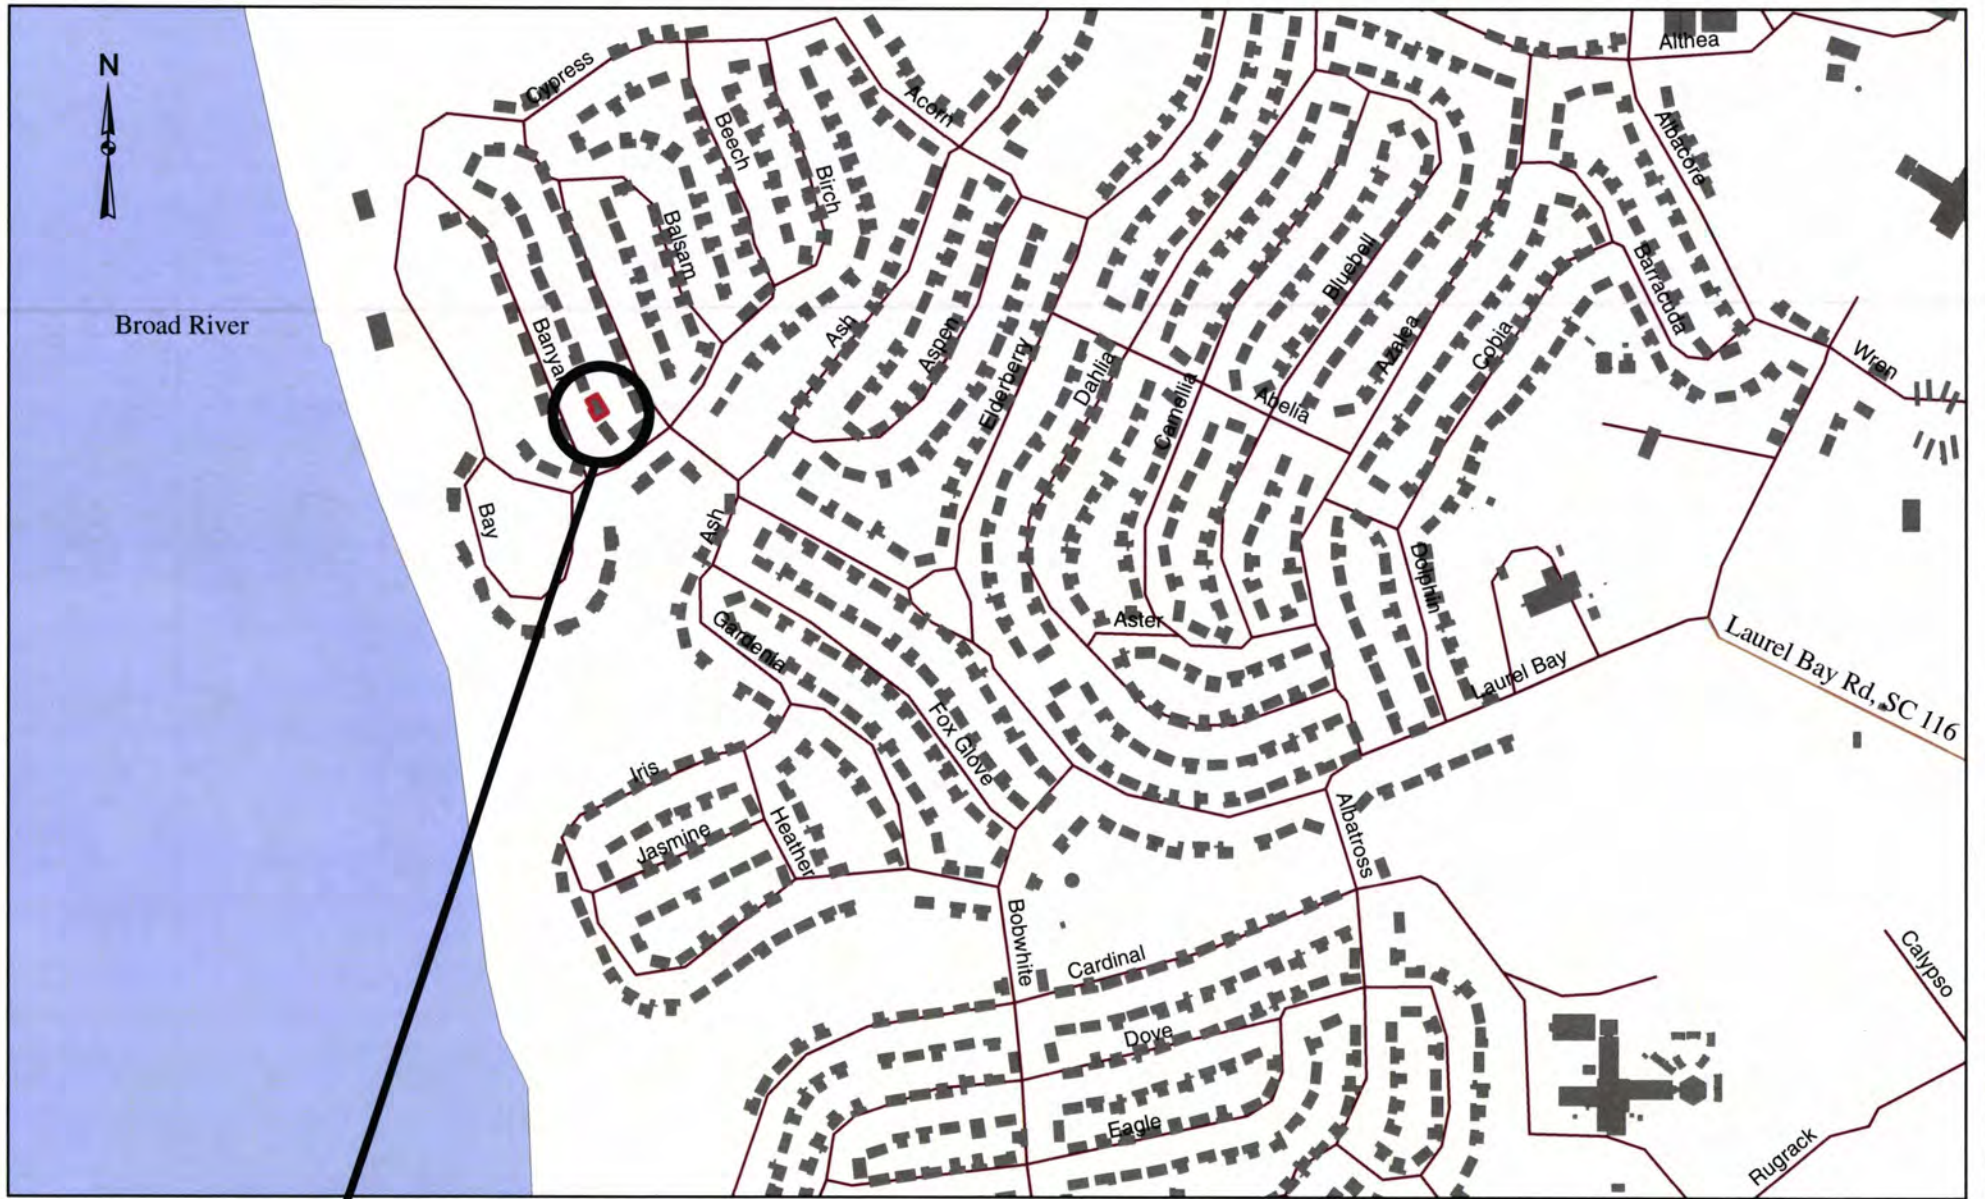 N
Althea
Cypress
Acorn
Beech
Albacore
Birch
Balsam
Bluebell
Barracuda
Broad River
Ash
Aspen
Azalea
Cobia
Elderberry
Dahlia
Wren
Camellia
Abelia
Bay
Ash
Dolphin
Aster
Gardenia
Laurel Bay
Laurel Bay Rd, SC 116
Fox Glove
Iris
Jasmine
Heather
Albatross
Bobwhite
Cardinal
Calypso
Dove
Eagle
Rugrack